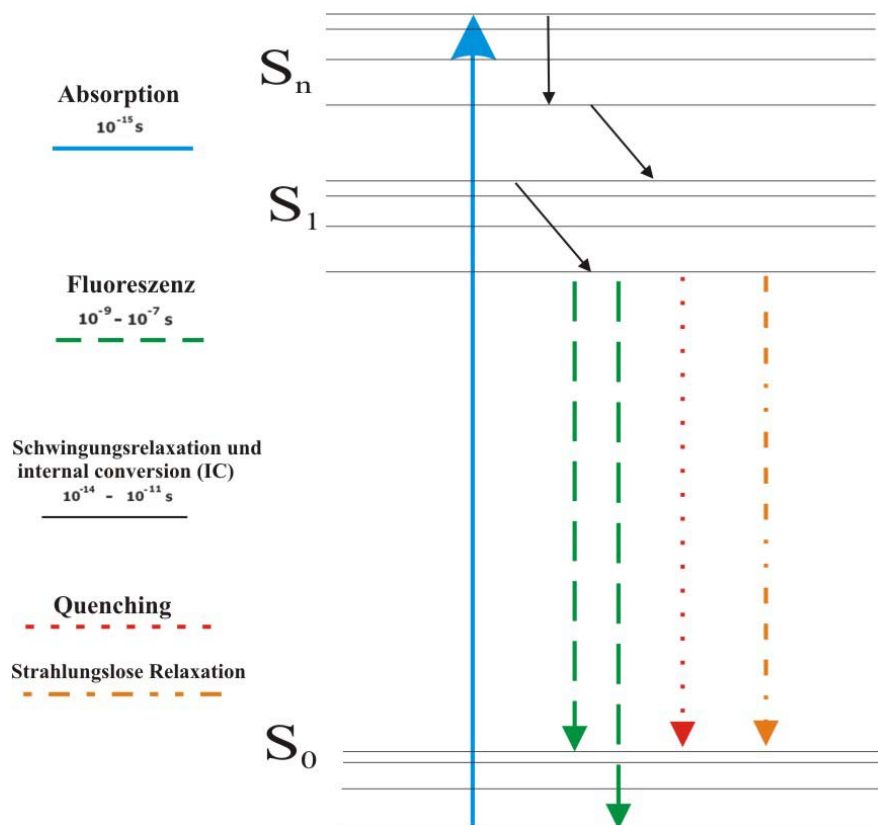 Absorption
10⁻¹⁵ s
Fluoreszenz
10⁻⁹ – 10⁻⁷ s
Schwingungsrelaxation und
internal conversion (IC)
10⁻¹⁴ - 10⁻¹¹ s
Quenching
Strahlungslose Relaxation
Sₙ
S₁
S₀